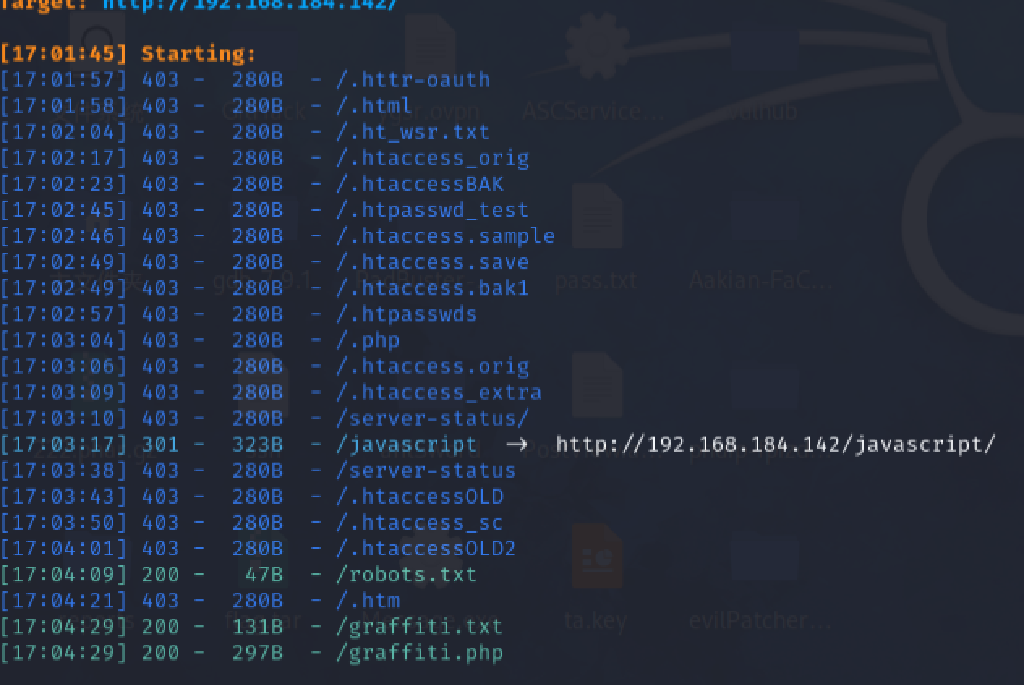 Target: http://192.168.184.142/
[17:01:45] Starting:
[17:01:57] 403 -  280B  - /.httr-oauth
[17:01:58] 403 -  280B  - /.html
[17:02:04] 403 -  280B  - /.ht_wsr.txt
[17:02:17] 403 -  280B  - /.htaccess_orig
[17:02:23] 403 -  280B  - /.htaccessBAK
[17:02:45] 403 -  280B  - /.htpasswd_test
[17:02:46] 403 -  280B  - /.htaccess.sample
[17:02:49] 403 -  280B  - /.htaccess.save
[17:02:49] 403 -  280B  - /.htaccess.bak1
[17:02:57] 403 -  280B  - /.htpasswds
[17:03:04] 403 -  280B  - /.php
[17:03:06] 403 -  280B  - /.htaccess.orig
[17:03:09] 403 -  280B  - /.htaccess_extra
[17:03:10] 403 -  280B  - /server-status/
[17:03:17] 301 -  323B  - /javascript  →  http://192.168.184.142/javascript/
[17:03:38] 403 -  280B  - /server-status
[17:03:43] 403 -  280B  - /.htaccessOLD
[17:03:50] 403 -  280B  - /.htaccess_sc
[17:04:01] 403 -  280B  - /.htaccessOLD2
[17:04:09] 200 -   47B  - /robots.txt
[17:04:21] 403 -  280B  - /.htm
[17:04:29] 200 -  131B  - /graffiti.txt
[17:04:29] 200 -  297B  - /graffiti.php
ASCService...
pass.txt
Aaklan-FaC...
ta.key
evilPatcher...